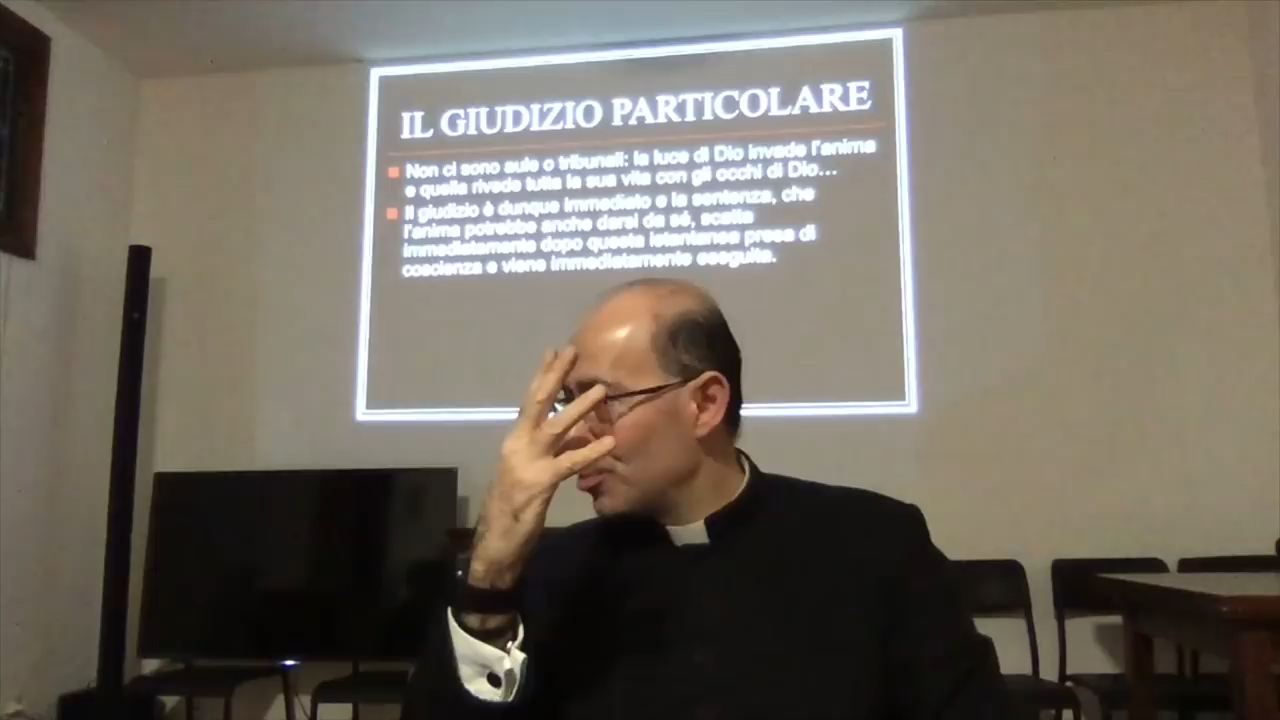 IL GIUDIZIO PARTICOLARE
Non ci sono aule o tribunali: la luce di Dio invade l'anima
e quella rivede tutta la sua vita con gli occhi di Dio...
Il giudizio è dunque immediato e la sentenza, che
l'anima potrebbe anche darsi da sé, scatta
immediatamente dopo questa istantanea presa di
coscienza e viene immediatamente eseguita.